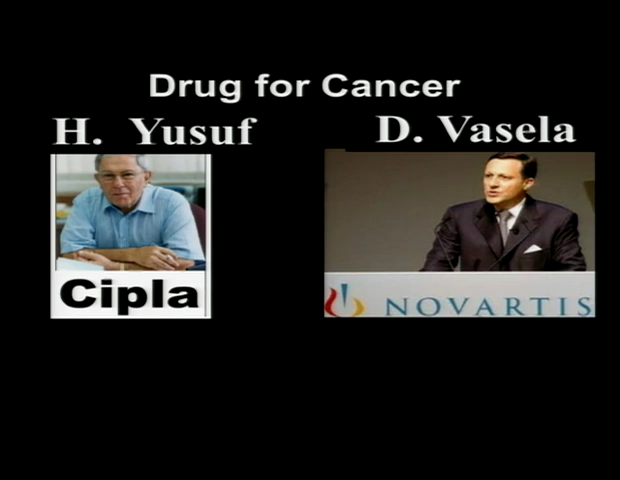 Drug for Cancer
H. Yusuf
D. Vasela
Cipla
NOVARTIS